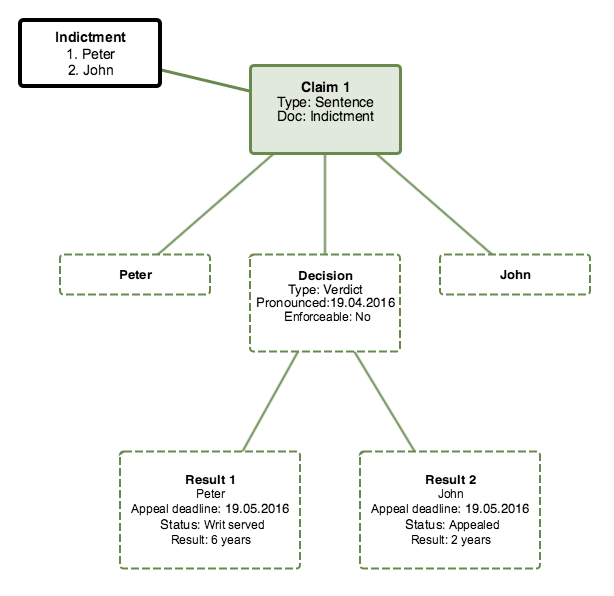 Indictment
1. Peter
2. John
Claim 1
Type: Sentence
Doc: Indictment
Peter
Decision
Type: Verdict
Pronounced:19.04.2016
Enforceable: No
John
Result 1
Peter
Appeal deadline: 19.05.2016
Status: Writ served
Result: 6 years
Result 2
John
Appeal deadline: 19.05.2016
Status: Appealed
Result: 2 years